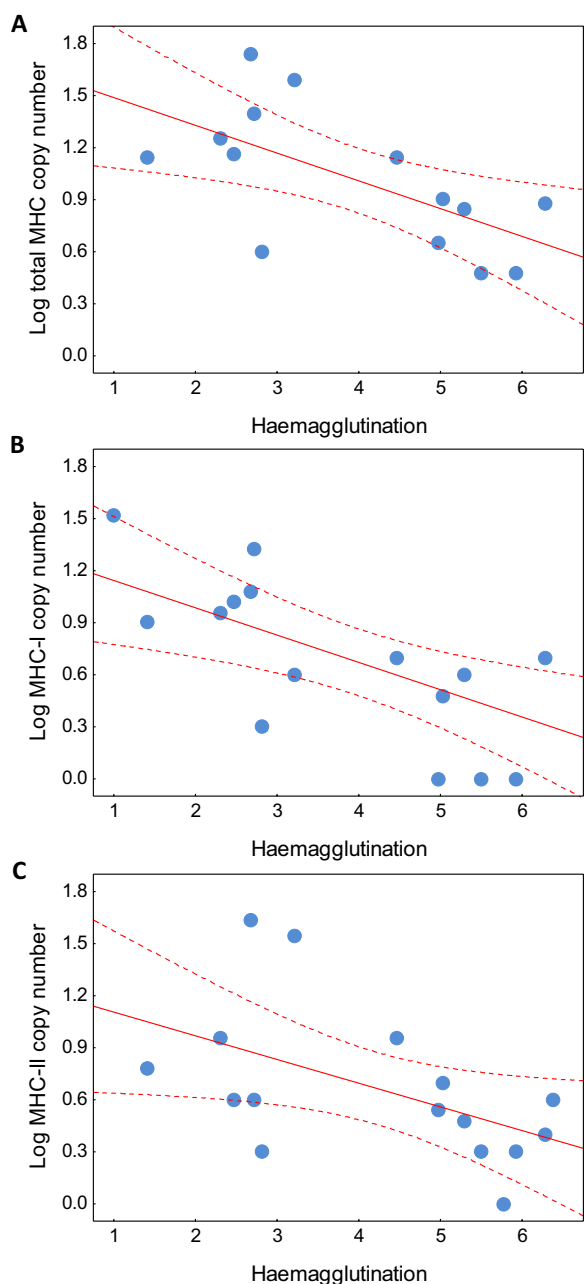 A
Log total MHC copy number
1.8
1.5
1.2
0.9
0.6
0.3
0.0
1 2 3 4 5 6
Haemagglutination
B
Log MHC-I copy number
1.8
1.5
1.2
0.9
0.6
0.3
0.0
1 2 3 4 5 6
Haemagglutination
C
Log MHC-II copy number
1.8
1.5
1.2
0.9
0.6
0.3
0.0
1 2 3 4 5 6
Haemagglutination